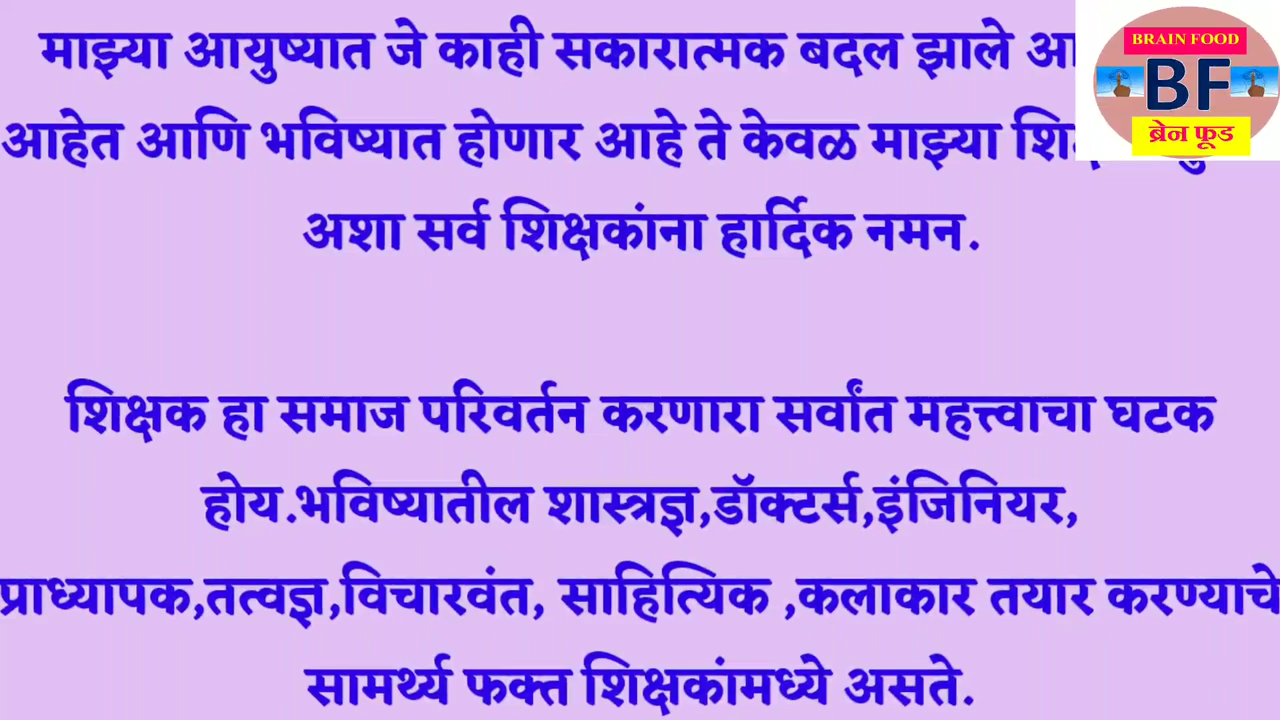 माझ्या आयुष्यात जे काही सकारात्मक बदल झाले
आहेत आणि भविष्यात होणार आहे ते केवळ माझ्या
अशा सर्व शिक्षकांना हार्दिक नमन.
शिक्षक हा समाज परिवर्तन करणारा सर्वांत महत्त्वाचा घटक
होय.भविष्यातील शास्त्रज्ञ,डॉक्टर्स,इंजिनियर,
प्राध्यापक,तत्वज्ञ,विचारवंत, साहित्यिक ,कलाकार तयार करण्याचे
सामर्थ्य फक्त शिक्षकांमध्ये असते.
BRAIN FOOD
BF
ब्रेन फूड